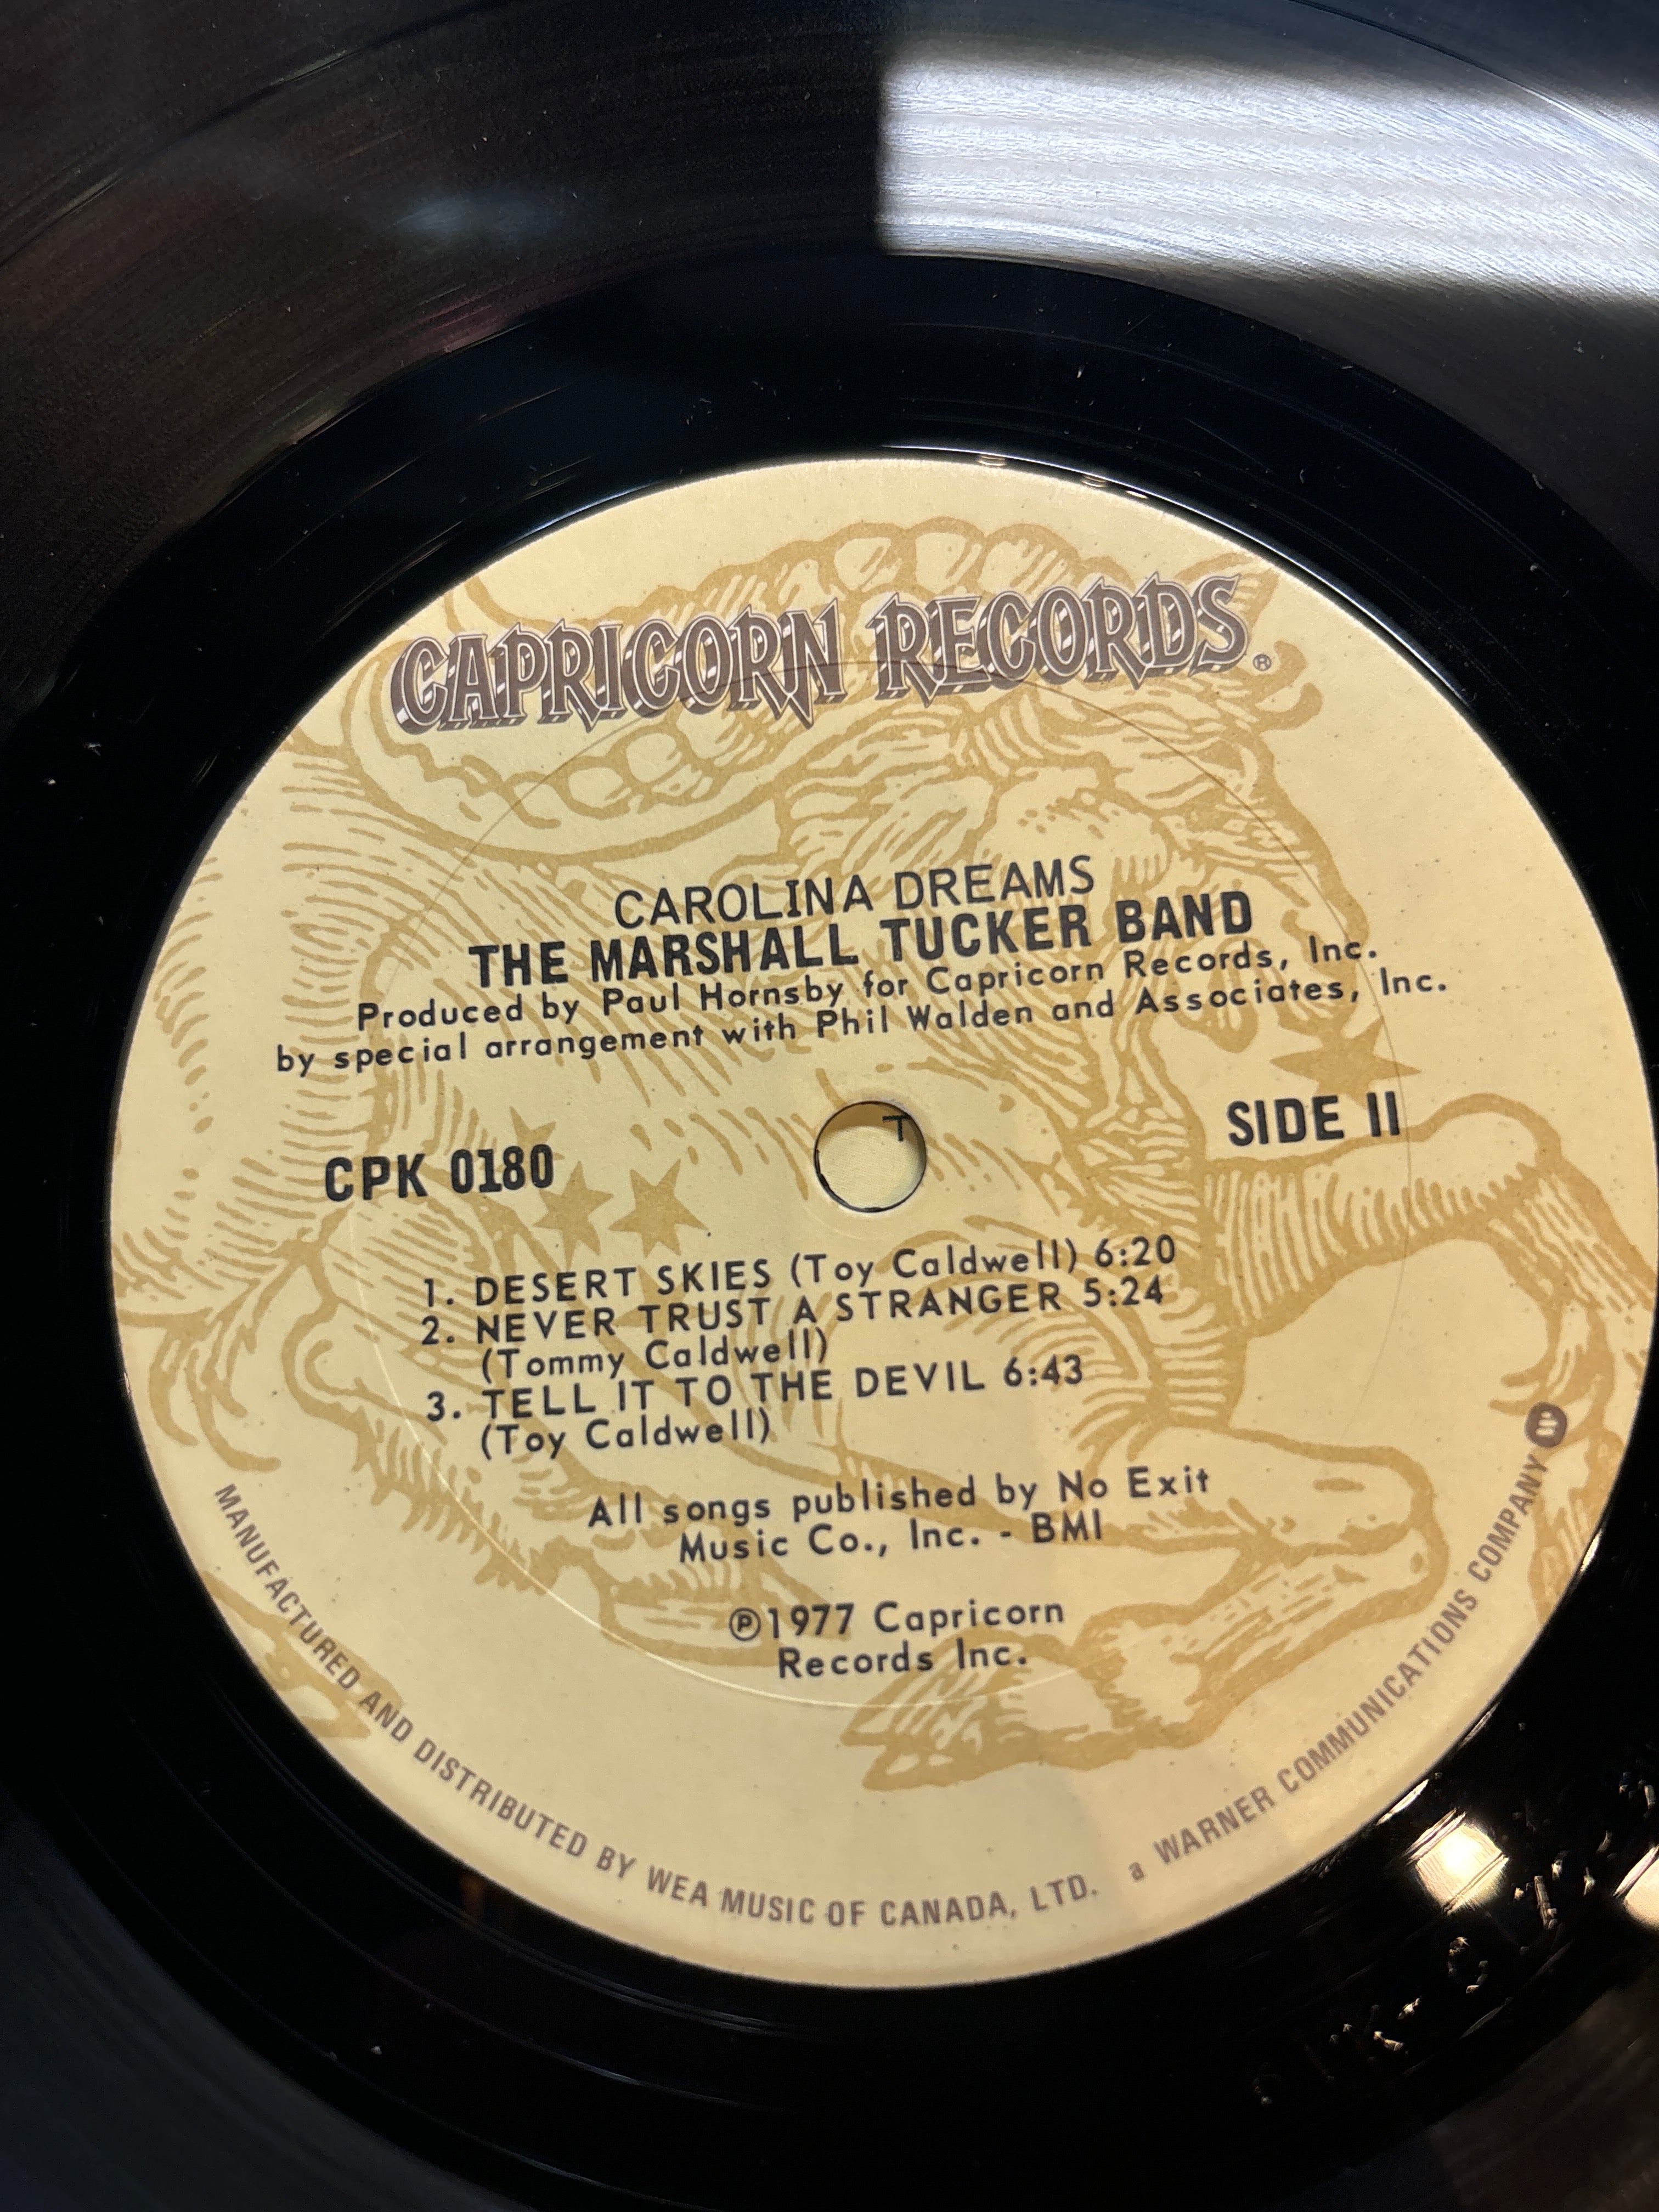 CAPRICORN RECORDS®
CAROLINA DREAMS
THE MARSHALL TUCKER BAND
Produced by Paul Hornsby for Capricorn Records, Inc.
by special arrangement with Phil Walden and Associates, Inc.
CPK 0180
SIDE II
T
1. DESERT SKIES (Toy Caldwell) 6:20
2. NEVER TRUST A STRANGER 5:24
(Tommy Caldwell)
3. TELL IT TO THE DEVIL 6:43
(Toy Caldwell)
All songs published by No Exit
Music Co., Inc. - BMI
Ⓟ1977 Capricorn
Records Inc.
MANUFACTURED AND DISTRIBUTED BY WEA MUSIC OF CANADA, LTD. a WARNER COMMUNICATIONS COMPANY